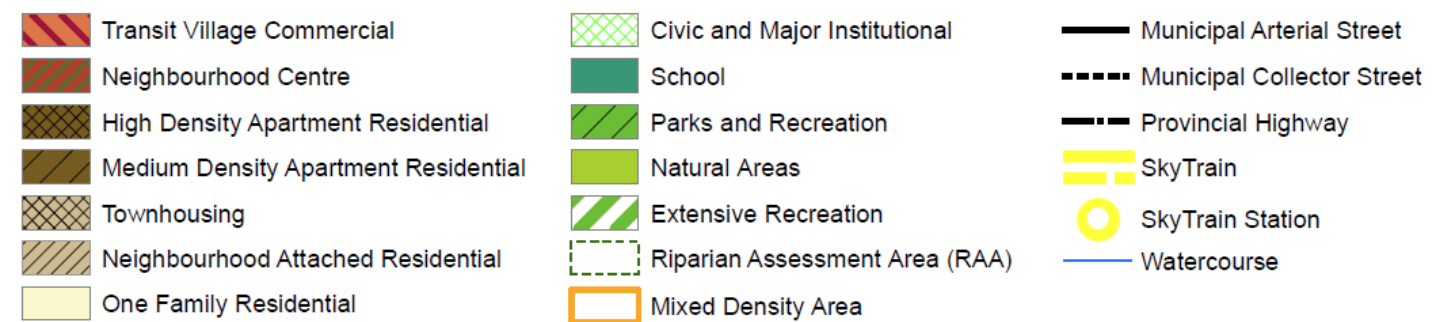 Transit Village Commercial
Neighbourhood Centre
High Density Apartment Residential
Medium Density Apartment Residential
Townhousing
Neighbourhood Attached Residential
One Family Residential
Civic and Major Institutional
School
Parks and Recreation
Natural Areas
Extensive Recreation
Riparian Assessment Area (RAA)
Mixed Density Area
Municipal Arterial Street
Municipal Collector Street
Provincial Highway
SkyTrain
SkyTrain Station
Watercourse